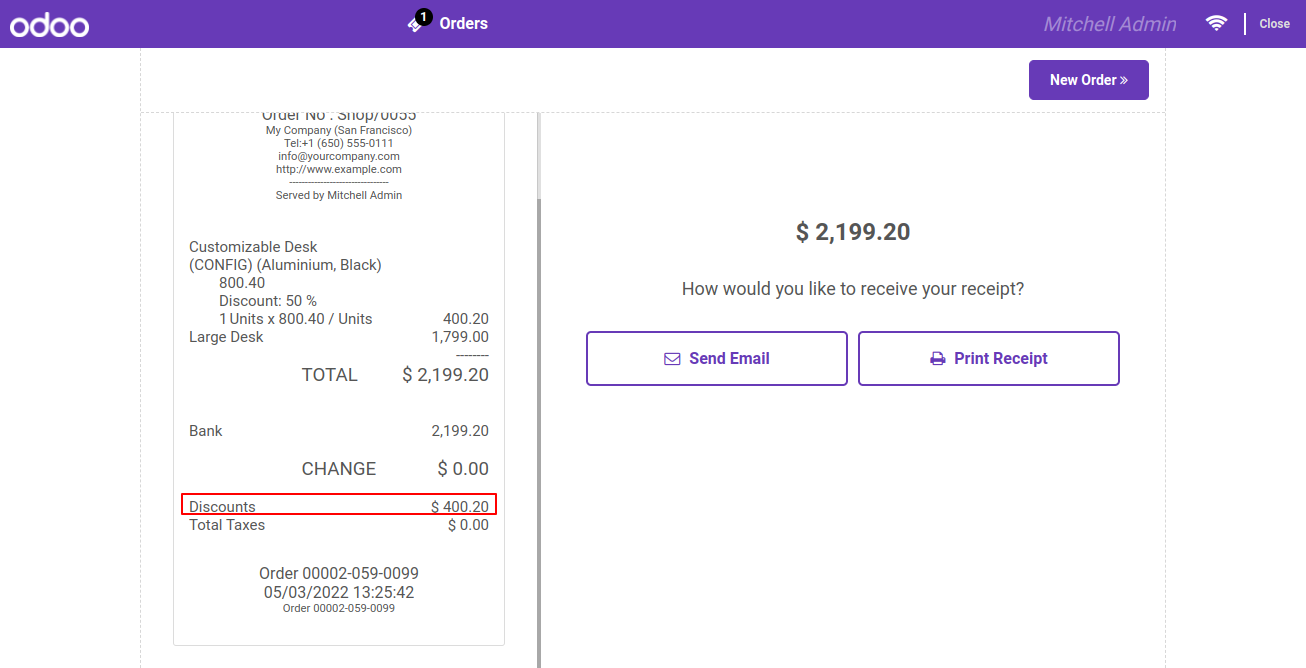 odoo
1 Orders
Mitchell Admin
Close
New Order »
Order No : Shop/0055
My Company (San Francisco)
Tel:+1 (650) 555-0111
info@yourcompany.com
http://www.example.com
--------------------------------
Served by Mitchell Admin
Customizable Desk
(CONFIG) (Aluminium, Black)
800.40
Discount: 50 %
1 Units x 800.40 / Units 400.20
Large Desk 1,799.00
--------
TOTAL $ 2,199.20
Bank 2,199.20
CHANGE $ 0.00
Discounts $ 400.20
Total Taxes $ 0.00
Order 00002-059-0099
05/03/2022 13:25:42
Order 00002-059-0099
$ 2,199.20
How would you like to receive your receipt?
Send Email
Print Receipt